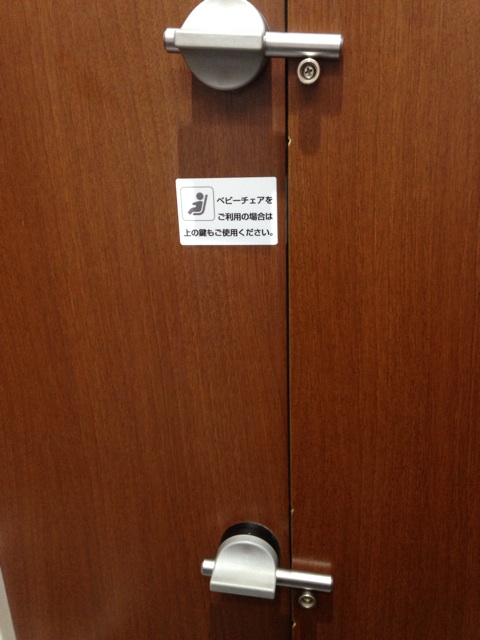 ベビーチェアを
ご利用の場合は
上の鍵もご使用ください。